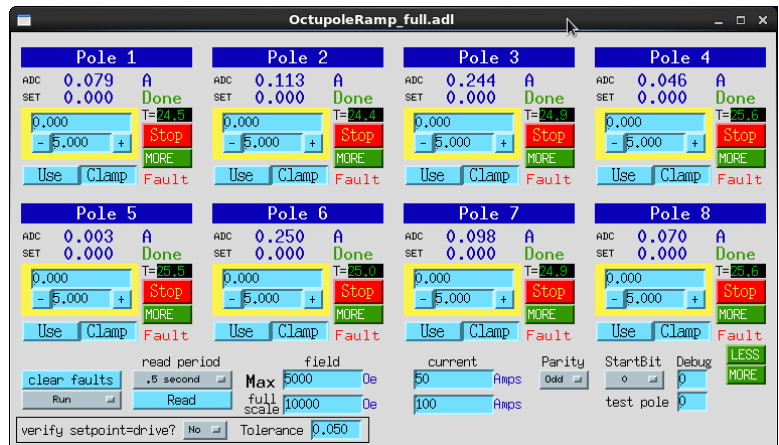 OctupoleRamp_full.adl
Pole 1 Pole 2 Pole 3 Pole 4
ADC 0.079 A ADC 0.113 A ADC 0.244 A ADC 0.046 A
SET 0.000 Done SET 0.000 Done SET 0.000 Done SET 0.000 Done
T=24.5 T=24.4 T=24.9 T=25.6
0.000 0.000 0.000 0.000
- 5.000 + Stop - 5.000 + Stop - 5.000 + Stop - 5.000 + Stop
MORE MORE MORE MORE
Use Clamp Fault Use Clamp Fault Use Clamp Fault Use Clamp Fault
Pole 5 Pole 6 Pole 7 Pole 8
ADC 0.003 A ADC 0.250 A ADC 0.098 A ADC 0.070 A
SET 0.000 Done SET 0.000 Done SET 0.000 Done SET 0.000 Done
T=25.5 T=25.0 T=24.9 T=25.6
0.000 0.000 0.000 0.000
- 5.000 + Stop - 5.000 + Stop - 5.000 + Stop - 5.000 + Stop
MORE MORE MORE MORE
Use Clamp Fault Use Clamp Fault Use Clamp Fault Use Clamp Fault
read period field current Parity StartBit Debug LESS
clear faults .5 second Max 5000 Oe 50 Amps Odd 0 0 MORE
Run Read full scale 10000 Oe 100 Amps test pole 0
verify setpoint=drive? No Tolerance 0.050